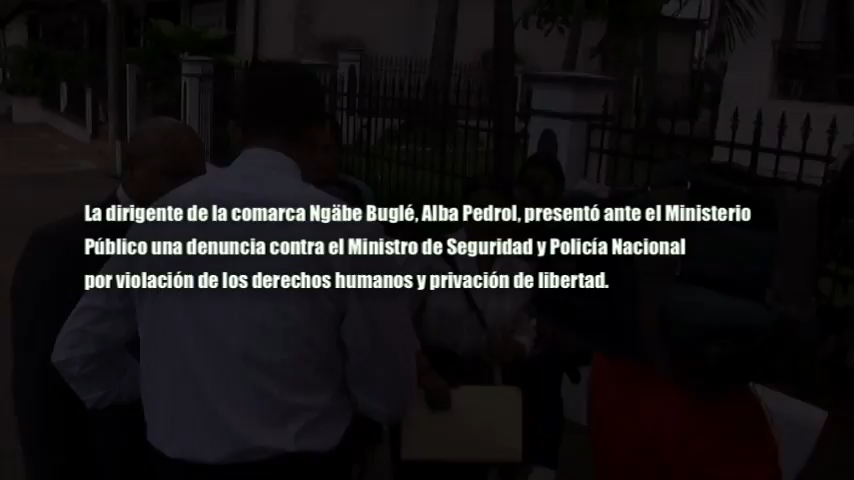 La dirigente de la comarca Ngäbe Buglé, Alba Pedrol, presentó ante el Ministerio
Público una denuncia contra el Ministro de Seguridad y Policía Nacional
por violación de los derechos humanos y privación de libertad.